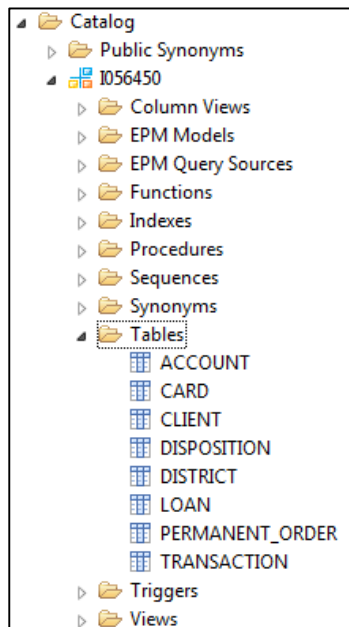 Catalog
Public Synonyms
I056450
Column Views
EPM Models
EPM Query Sources
Functions
Indexes
Procedures
Sequences
Synonyms
Tables
ACCOUNT
CARD
CLIENT
DISPOSITION
DISTRICT
LOAN
PERMANENT_ORDER
TRANSACTION
Triggers
Views